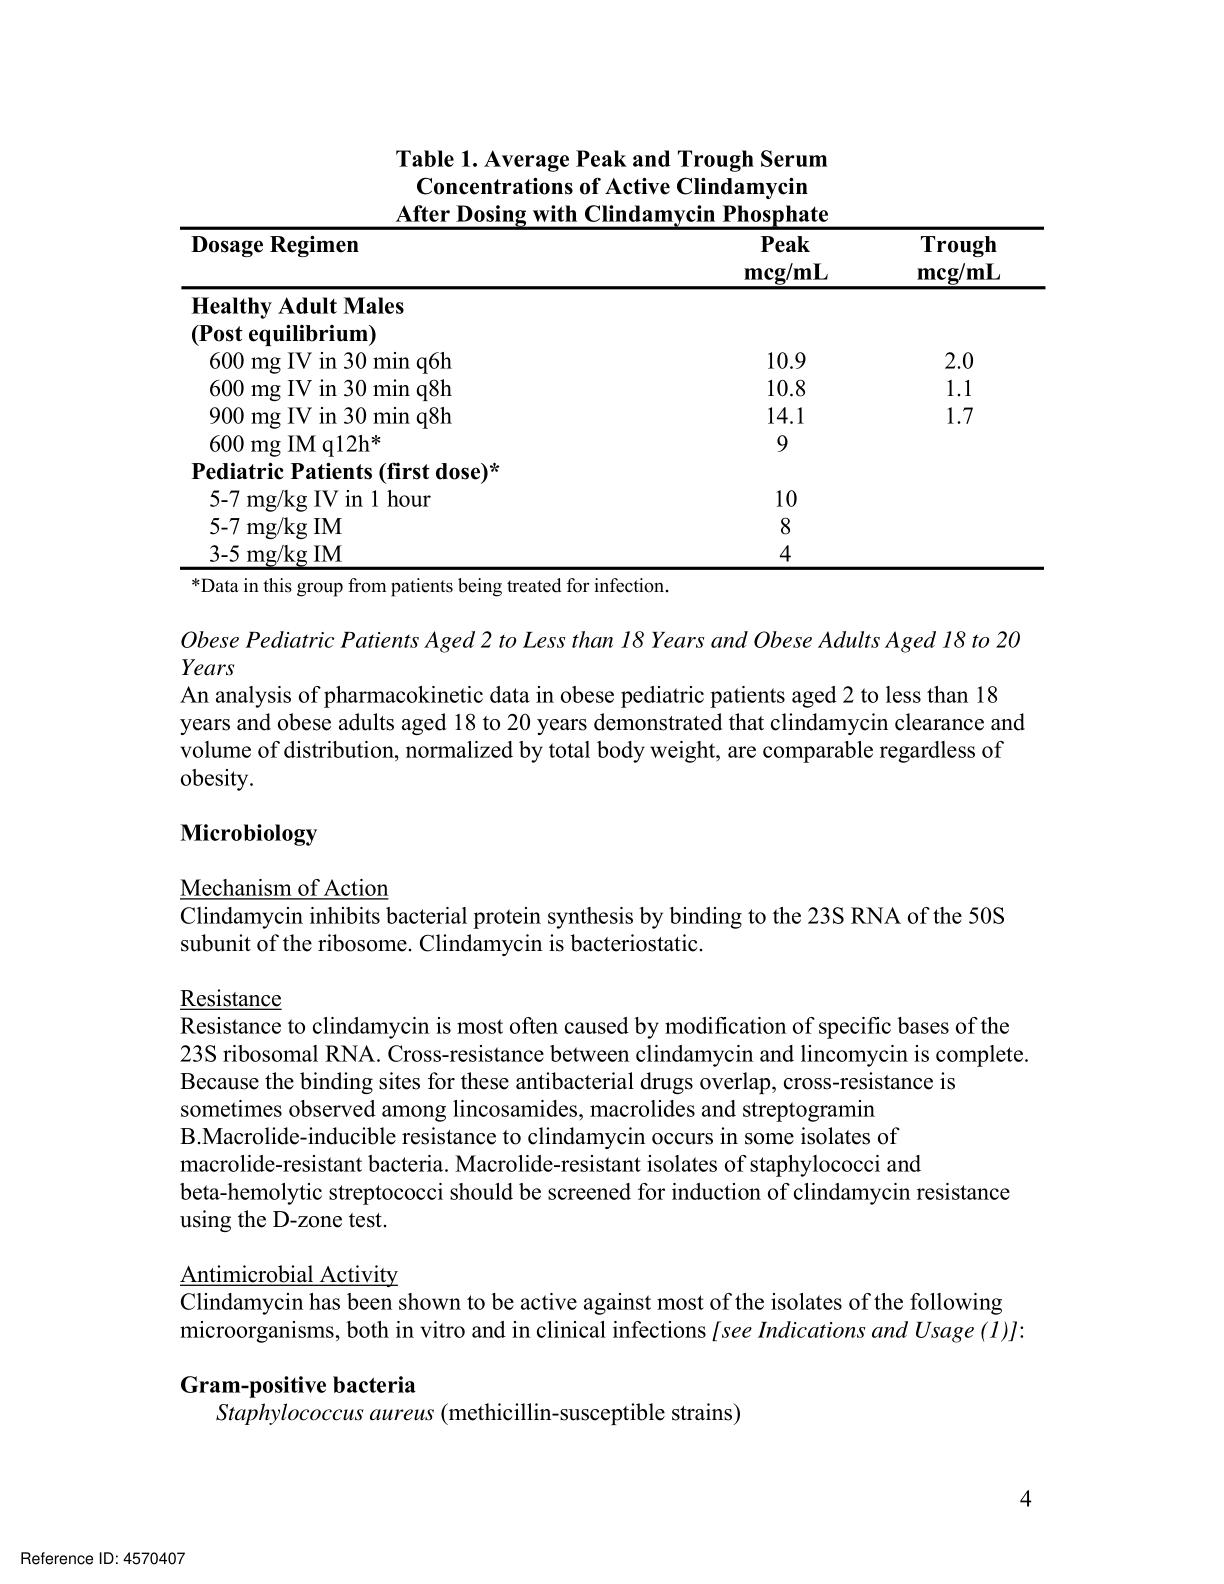 Table 1. Average Peak and Trough Serum
Concentrations of Active Clindamycin
After Dosing with Clindamycin Phosphate
Dosage Regimen Peak Trough
mcg/mL mcg/mL
Healthy Adult Males
(Post equilibrium)
600 mg IV in 30 min q6h 10.9 2.0
600 mg IV in 30 min q8h 10.8 1.1
900 mg IV in 30 min q8h 14.1 1.7
600 mg IM q12h* 9
Pediatric Patients (first dose)*
5-7 mg/kg IV in 1 hour 10
5-7 mg/kg IM 8
3-5 mg/kg IM 4
*Data in this group from patients being treated for infection.
Obese Pediatric Patients Aged 2 to Less than 18 Years and Obese Adults Aged 18 to 20
Years
An analysis of pharmacokinetic data in obese pediatric patients aged 2 to less than 18
years and obese adults aged 18 to 20 years demonstrated that clindamycin clearance and
volume of distribution, normalized by total body weight, are comparable regardless of
obesity.
Microbiology
Mechanism of Action
Clindamycin inhibits bacterial protein synthesis by binding to the 23S RNA of the 50S
subunit of the ribosome. Clindamycin is bacteriostatic.
Resistance
Resistance to clindamycin is most often caused by modification of specific bases of the
23S ribosomal RNA. Cross-resistance between clindamycin and lincomycin is complete.
Because the binding sites for these antibacterial drugs overlap, cross-resistance is
sometimes observed among lincosamides, macrolides and streptogramin
B.Macrolide-inducible resistance to clindamycin occurs in some isolates of
macrolide-resistant bacteria. Macrolide-resistant isolates of staphylococci and
beta-hemolytic streptococci should be screened for induction of clindamycin resistance
using the D-zone test.
Antimicrobial Activity
Clindamycin has been shown to be active against most of the isolates of the following
microorganisms, both in vitro and in clinical infections [see Indications and Usage (1)]:
Gram-positive bacteria
Staphylococcus aureus (methicillin-susceptible strains)
4
Reference ID: 4570407